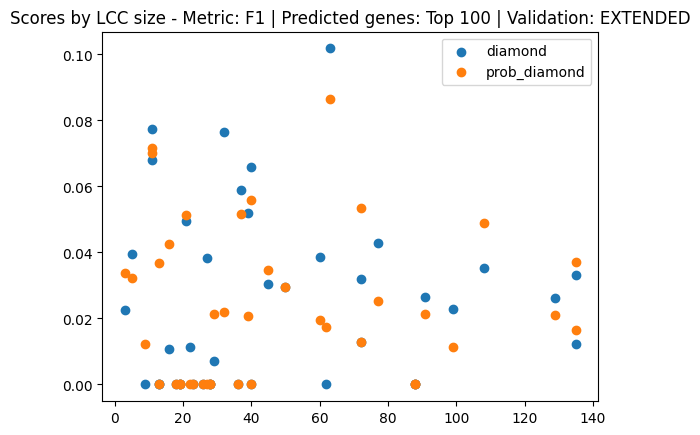 Scores by LCC size - Metric: F1 | Predicted genes: Top 100 | Validation: EXTENDED
diamond
prob_diamond
0.10
0.08
0.06
0.04
0.02
0.00
0 20 40 60 80 100 120 140